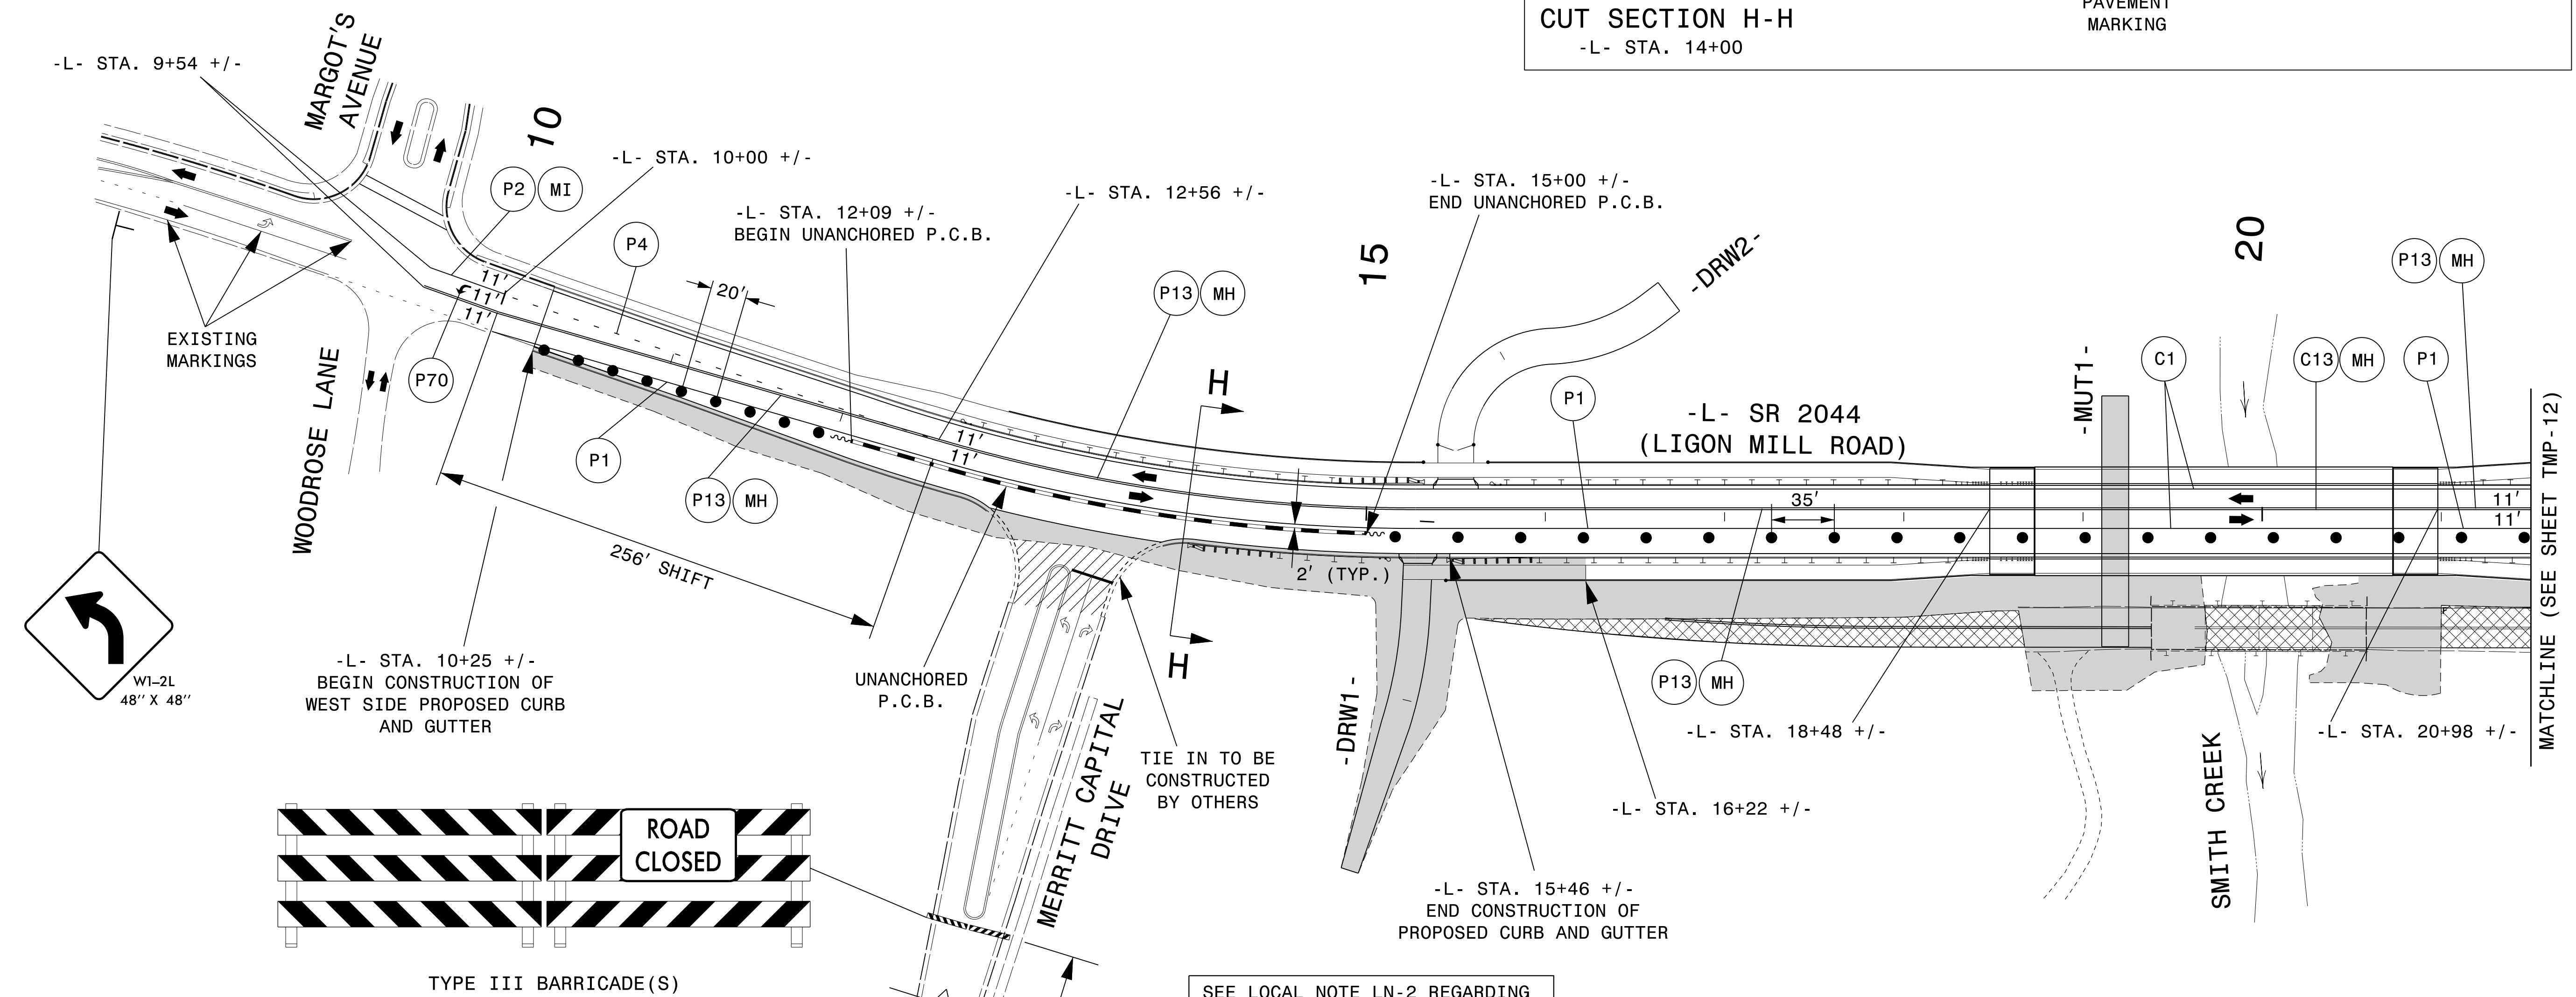 PAVEMENT
MARKING
CUT SECTION H-H
-L- STA. 14+00
-L- STA. 9+54 +/-
MARGOT'S
AVENUE
10
P2
MI
-L- STA. 10+00 +/-
P4
-L- STA. 12+09 +/-
BEGIN UNANCHORED P.C.B.
-L- STA. 12+56 +/-
-L- STA. 15+00 +/-
END UNANCHORED P.C.B.
15
-DRW2-
20
P13
MH
11'
11'
11'
20'
P13
MH
EXISTING
MARKINGS
P70
WOODROSE LANE
P1
P13
MH
11'
11'
H
P1
-L- SR 2044
(LIGON MILL ROAD)
35'
-MUT1-
C1
C13
MH
P1
11'
11'
MATCHLINE (SEE SHEET TMP-12)
256' SHIFT
2' (TYP.)
H
W1-2L
48" X 48"
-L- STA. 10+25 +/-
BEGIN CONSTRUCTION OF
WEST SIDE PROPOSED CURB
AND GUTTER
UNANCHORED
P.C.B.
-DRW1-
P13
MH
-L- STA. 18+48 +/-
-L- STA. 20+98 +/-
SMITH CREEK
TIE IN TO BE
CONSTRUCTED
BY OTHERS
MERRITT CAPITAL
DRIVE
-L- STA. 16+22 +/-
ROAD
CLOSED
-L- STA. 15+46 +/-
END CONSTRUCTION OF
PROPOSED CURB AND GUTTER
TYPE III BARRICADE(S)
SEE LOCAL NOTE LN-2 REGARDING